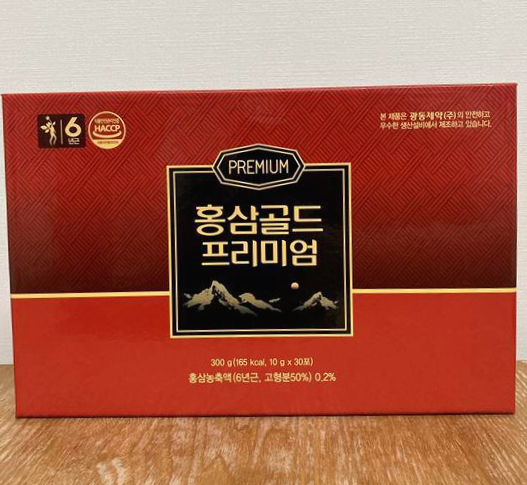 6
년근
HACCP
본 제품은 광동제약(주)의 안전하고
우수한 생산설비에서 제조하고 있습니다.
PREMIUM
홍삼골드
프리미엄
300 g(165 kcal, 10 g x 30포)
홍삼농축액(6년근, 고형분50%) 0.2%